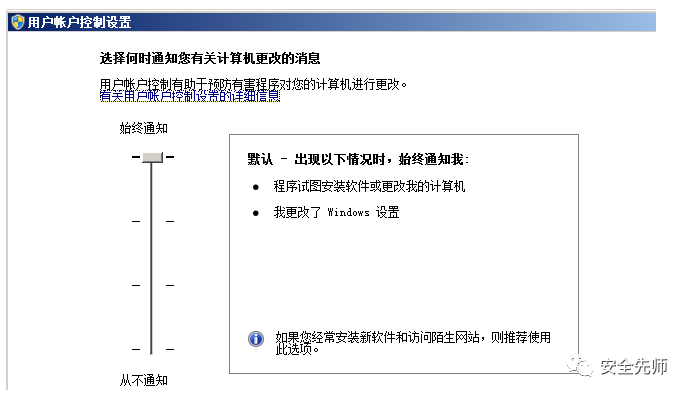 用户帐户控制设置
选择何时通知您有关计算机更改的消息
用户帐户控制有助于预防有害程序对您的计算机进行更改。
有关用户帐户控制设置的详细信息
始终通知
默认 - 出现以下情况时，始终通知我:
● 程序试图安装软件或更改我的计算机
● 我更改了 Windows 设置
如果您经常安装新软件和访问陌生网站，则推荐使用
此选项。
从不通知
安全先师